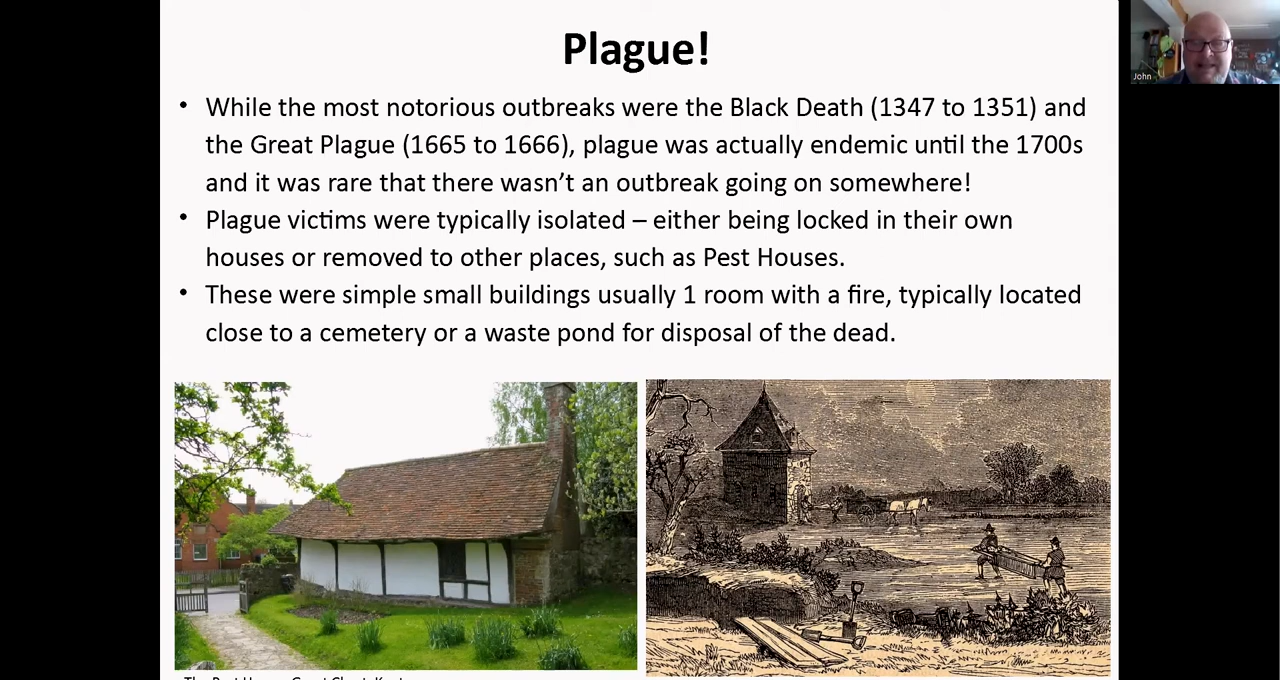 Plague!
John
• While the most notorious outbreaks were the Black Death (1347 to 1351) and
the Great Plague (1665 to 1666), plague was actually endemic until the 1700s
and it was rare that there wasn’t an outbreak going on somewhere!
• Plague victims were typically isolated – either being locked in their own
houses or removed to other places, such as Pest Houses.
• These were simple small buildings usually 1 room with a fire, typically located
close to a cemetery or a waste pond for disposal of the dead.